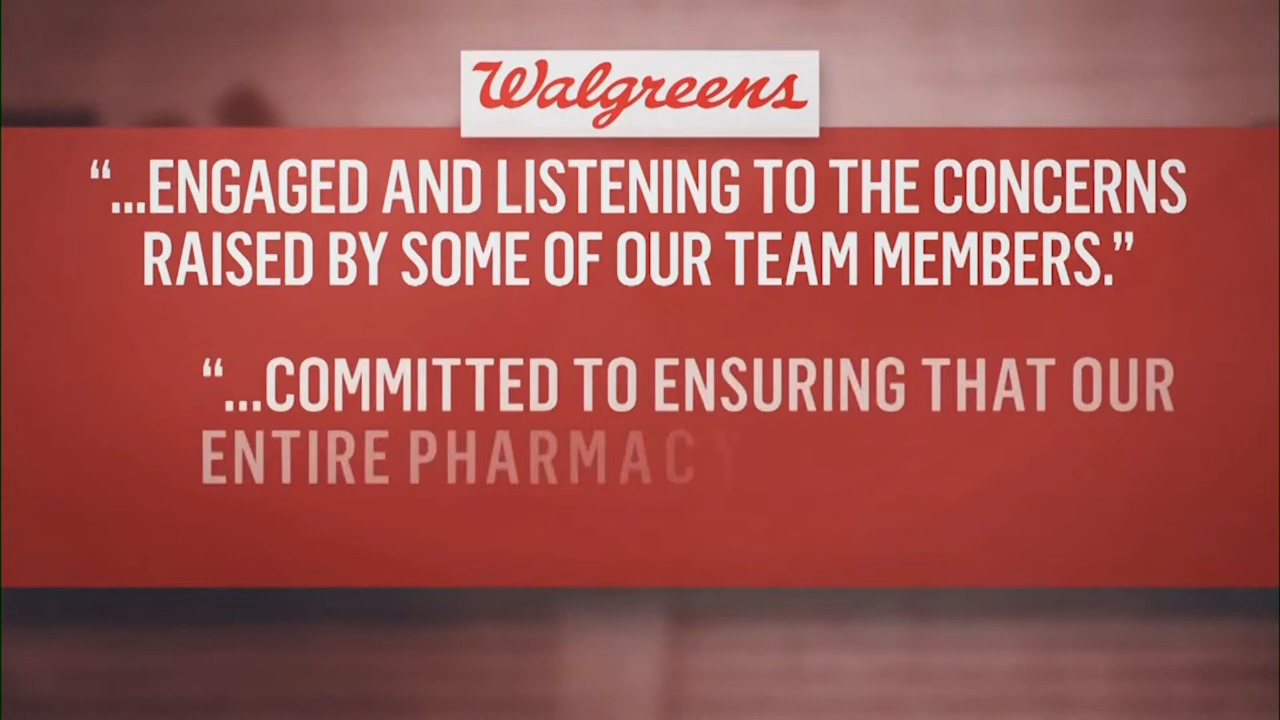 Walgreens
“...ENGAGED AND LISTENING TO THE CONCERNS
RAISED BY SOME OF OUR TEAM MEMBERS.”
“...COMMITTED TO ENSURING THAT OUR
ENTIRE PHARMACY